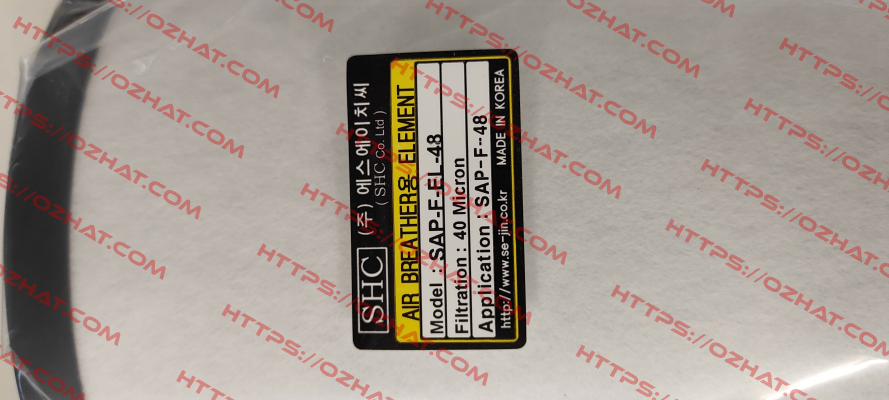 SHC (주) 에스에이치씨
( SHC Co. Ltd )
AIR BREATHER용 ELEMENT
Model : SAP-F-EL-48
Filtration : 40 Micron
Application : SAP-F-48
http://www.se-jin.co.kr MADE IN KOREA
HTTPS://OZHAT.COM